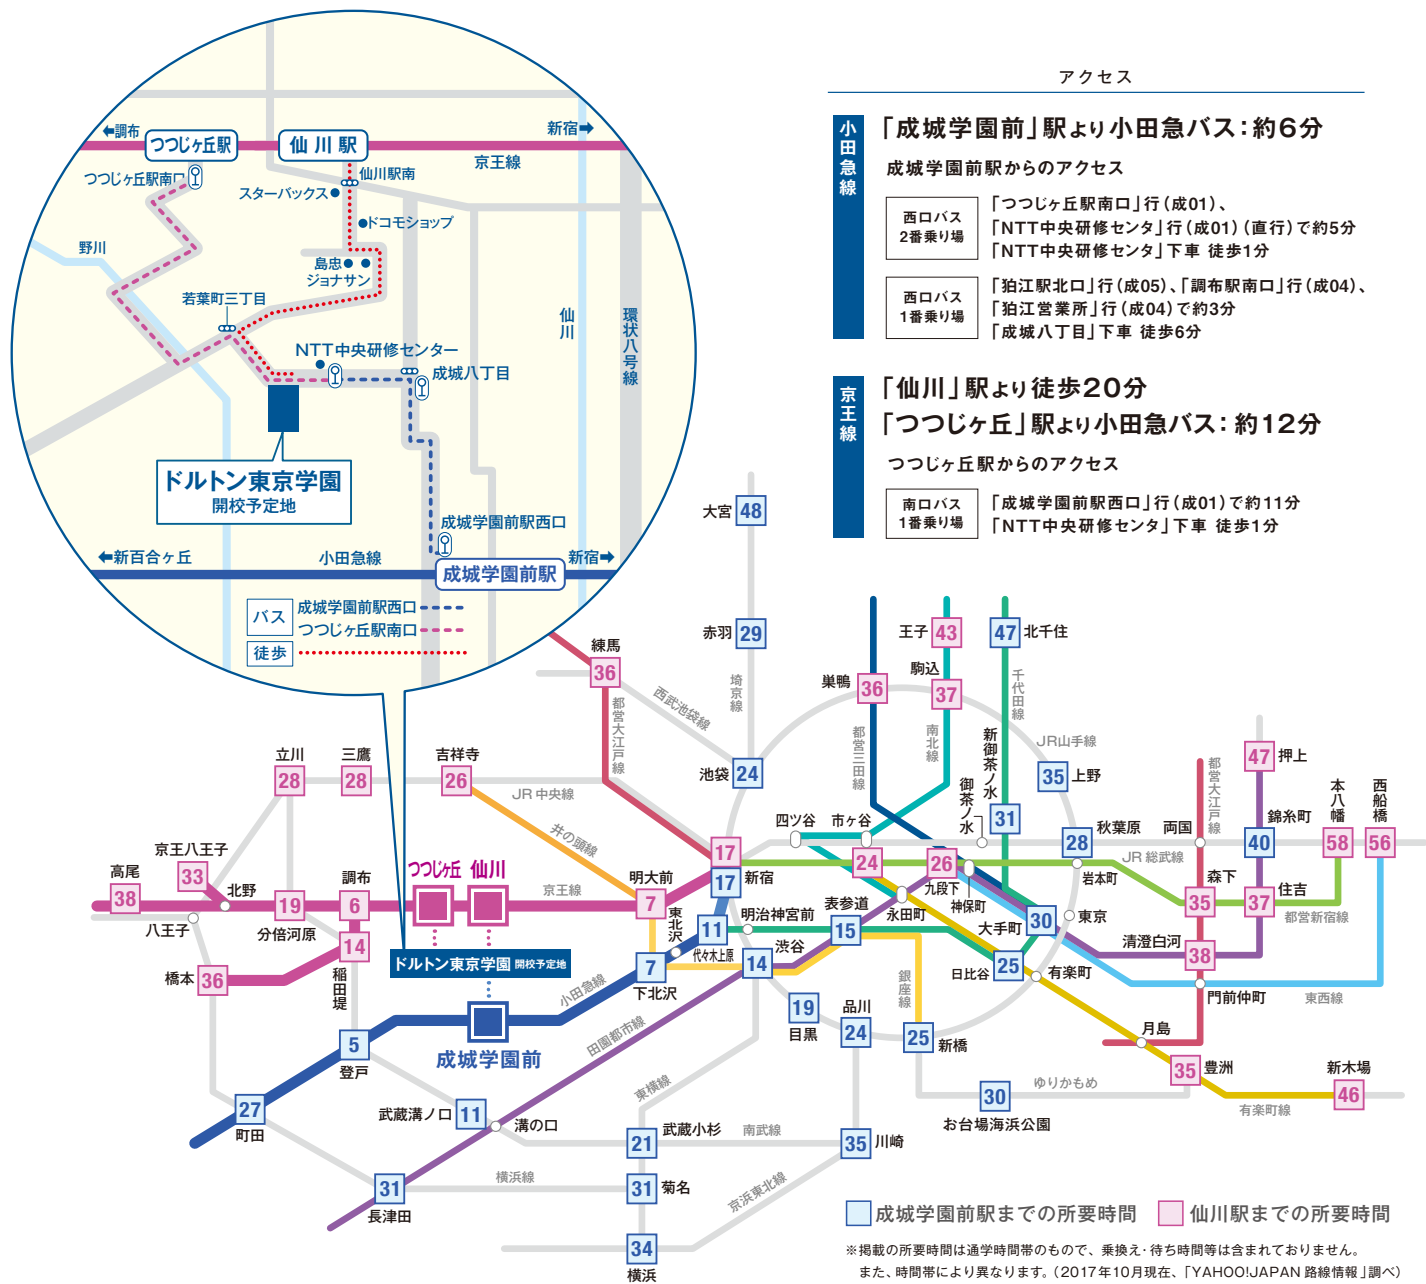 アクセス
小田急線
「成城学園前」駅より小田急バス：約6分
成城学園前駅からのアクセス
西口バス
2番乗り場
「つつじヶ丘駅南口」行（成01）、
「NTT中央研修センタ」行（成01）（直行）で約5分
「NTT中央研修センタ」下車 徒歩1分
西口バス
1番乗り場
「狛江駅北口」行（成05）、「調布駅南口」行（成04）、
「狛江営業所」行（成04）で約3分
「成城八丁目」下車 徒歩6分
京王線
「仙川」駅より徒歩20分
「つつじヶ丘」駅より小田急バス：約12分
つつじヶ丘駅からのアクセス
南口バス
1番乗り場
「成城学園前駅西口」行（成01）で約11分
「NTT中央研修センタ」下車 徒歩1分
←調布
つつじヶ丘駅
仙川駅
新宿→
京王線
つつじヶ丘駅南口
仙川駅南
スターバックス
ドコモショップ
野川
島忠
ジョナサン
若葉町三丁目
仙川
環状八号線
NTT中央研修センター
成城八丁目
ドルトン東京学園
開校予定地
成城学園前駅西口
←新百合ヶ丘
小田急線
新宿→
成城学園前駅
バス
成城学園前駅西口
つつじヶ丘駅南口
徒歩
大宮
48
赤羽
29
埼京線
練馬
36
西武池袋線
都営大江戸線
池袋
24
王子
43
47
北千住
巣鴨
36
駒込
37
千代田線
都営三田線
南北線
新御茶ノ水
31
御茶ノ水
JR山手線
35
上野
立川
28
三鷹
28
吉祥寺
26
JR 中央線
井の頭線
四ツ谷
市ヶ谷
都営大江戸線
47
押上
本八幡
58
西船橋
56
錦糸町
40
秋葉原
28
両国
JR 総武線
岩本町
京王八王子
33
高尾
38
北野
八王子
19
分倍河原
調布
6
14
稲田堤
つつじヶ丘
仙川
京王線
明大前
7
17
17
新宿
24
26
九段下
神保町
永田町
森下
35
37
住吉
都営新宿線
橋本
36
ドルトン東京学園 開校予定地
東北沢
11
代々木上原
明治神宮前
表参道
15
大手町
30
東京
清澄白河
38
渋谷
14
7
下北沢
小田急線
日比谷
25
有楽町
門前仲町
東西線
成城学園前
登戸
5
田園都市線
19
目黒
品川
24
銀座線
25
新橋
月島
35
豊洲
新木場
46
有楽町線
30
お台場海浜公園
ゆりかもめ
27
町田
武蔵溝ノ口
11
溝の口
東横線
21
武蔵小杉
南武線
35
川崎
31
長津田
横浜線
31
菊名
京浜東北線
34
横浜
成城学園前駅までの所要時間
仙川駅までの所要時間
※掲載の所要時間は通学時間帯のもので、乗換え・待ち時間等は含まれておりません。
また、時間帯により異なります。（2017年10月現在、「YAHOO!JAPAN 路線情報」調べ）